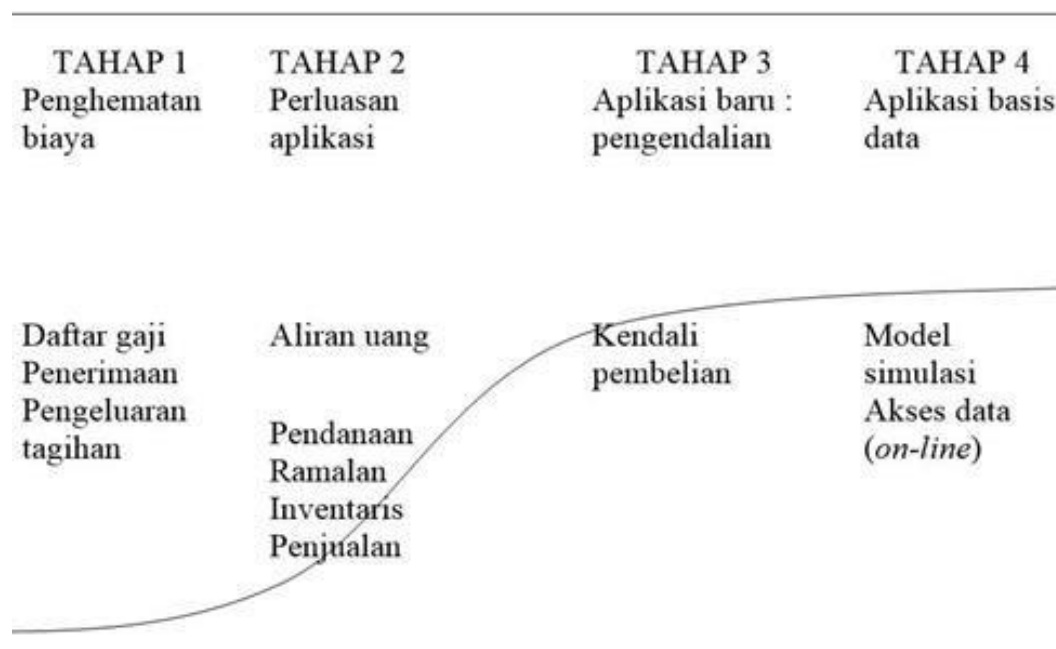 TAHAP 1
Penghematan
biaya
TAHAP 2
Perluasan
aplikasi
TAHAP 3
Aplikasi baru :
pengendalian
TAHAP 4
Aplikasi basis
data
Daftar gaji
Penerimaan
Pengeluaran
tagihan
Aliran uang
Pendanaan
Ramalan
Inventaris
Penjualan
Kendali
pembelian
Model
simulasi
Akses data
(on-line)